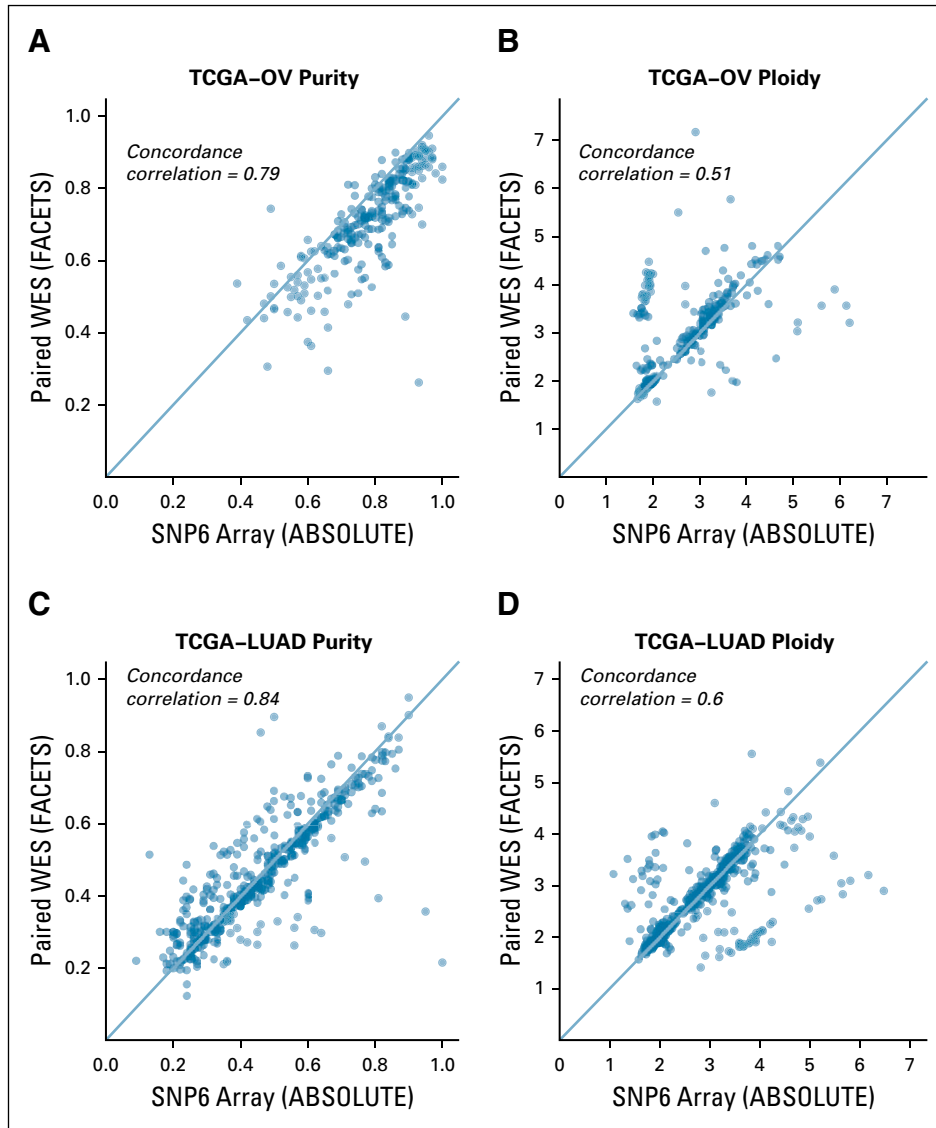 A
TCGA–OV Purity
Concordance
correlation = 0.79
Paired WES (FACETS)
1.0
0.8
0.6
0.4
0.2
0.0 0.2 0.4 0.6 0.8 1.0
SNP6 Array (ABSOLUTE)
B
TCGA–OV Ploidy
Concordance
correlation = 0.51
Paired WES (FACETS)
7
6
5
4
3
2
1
0 1 2 3 4 5 6 7
SNP6 Array (ABSOLUTE)
C
TCGA–LUAD Purity
Concordance
correlation = 0.84
Paired WES (FACETS)
1.0
0.8
0.6
0.4
0.2
0.0 0.2 0.4 0.6 0.8 1.0
SNP6 Array (ABSOLUTE)
D
TCGA–LUAD Ploidy
Concordance
correlation = 0.6
Paired WES (FACETS)
7
6
5
4
3
2
1
0 1 2 3 4 5 6 7
SNP6 Array (ABSOLUTE)